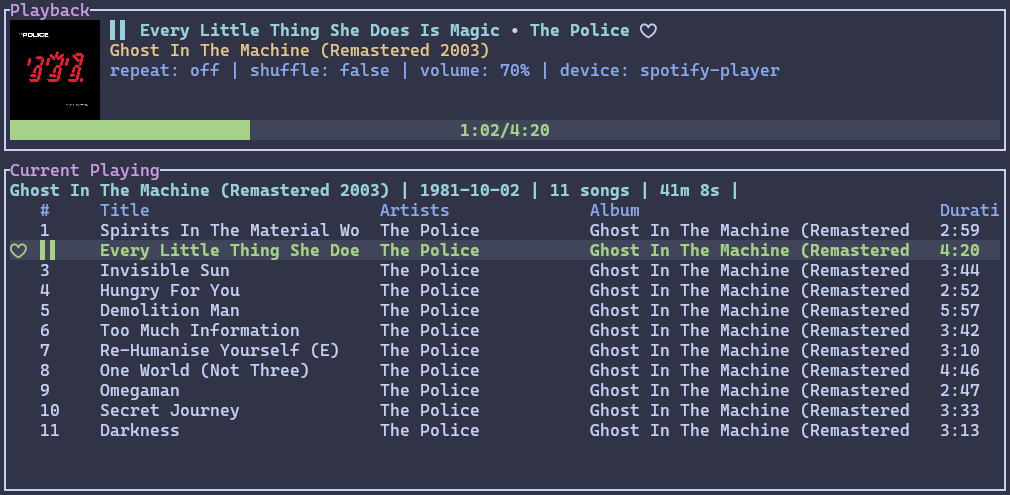 Playback
THE POLICE
Every Little Thing She Does Is Magic • The Police ♡
Ghost In The Machine (Remastered 2003)
repeat: off | shuffle: false | volume: 70% | device: spotify-player
1:02/4:20
Current Playing
Ghost In The Machine (Remastered 2003) | 1981-10-02 | 11 songs | 41m 8s |
# Title Artists Album Durati
1 Spirits In The Material Wo The Police Ghost In The Machine (Remastered 2:59
♡ Every Little Thing She Doe The Police Ghost In The Machine (Remastered 4:20
3 Invisible Sun The Police Ghost In The Machine (Remastered 3:44
4 Hungry For You The Police Ghost In The Machine (Remastered 2:52
5 Demolition Man The Police Ghost In The Machine (Remastered 5:57
6 Too Much Information The Police Ghost In The Machine (Remastered 3:42
7 Re-Humanise Yourself (E) The Police Ghost In The Machine (Remastered 3:10
8 One World (Not Three) The Police Ghost In The Machine (Remastered 4:46
9 Omegaman The Police Ghost In The Machine (Remastered 2:47
10 Secret Journey The Police Ghost In The Machine (Remastered 3:33
11 Darkness The Police Ghost In The Machine (Remastered 3:13